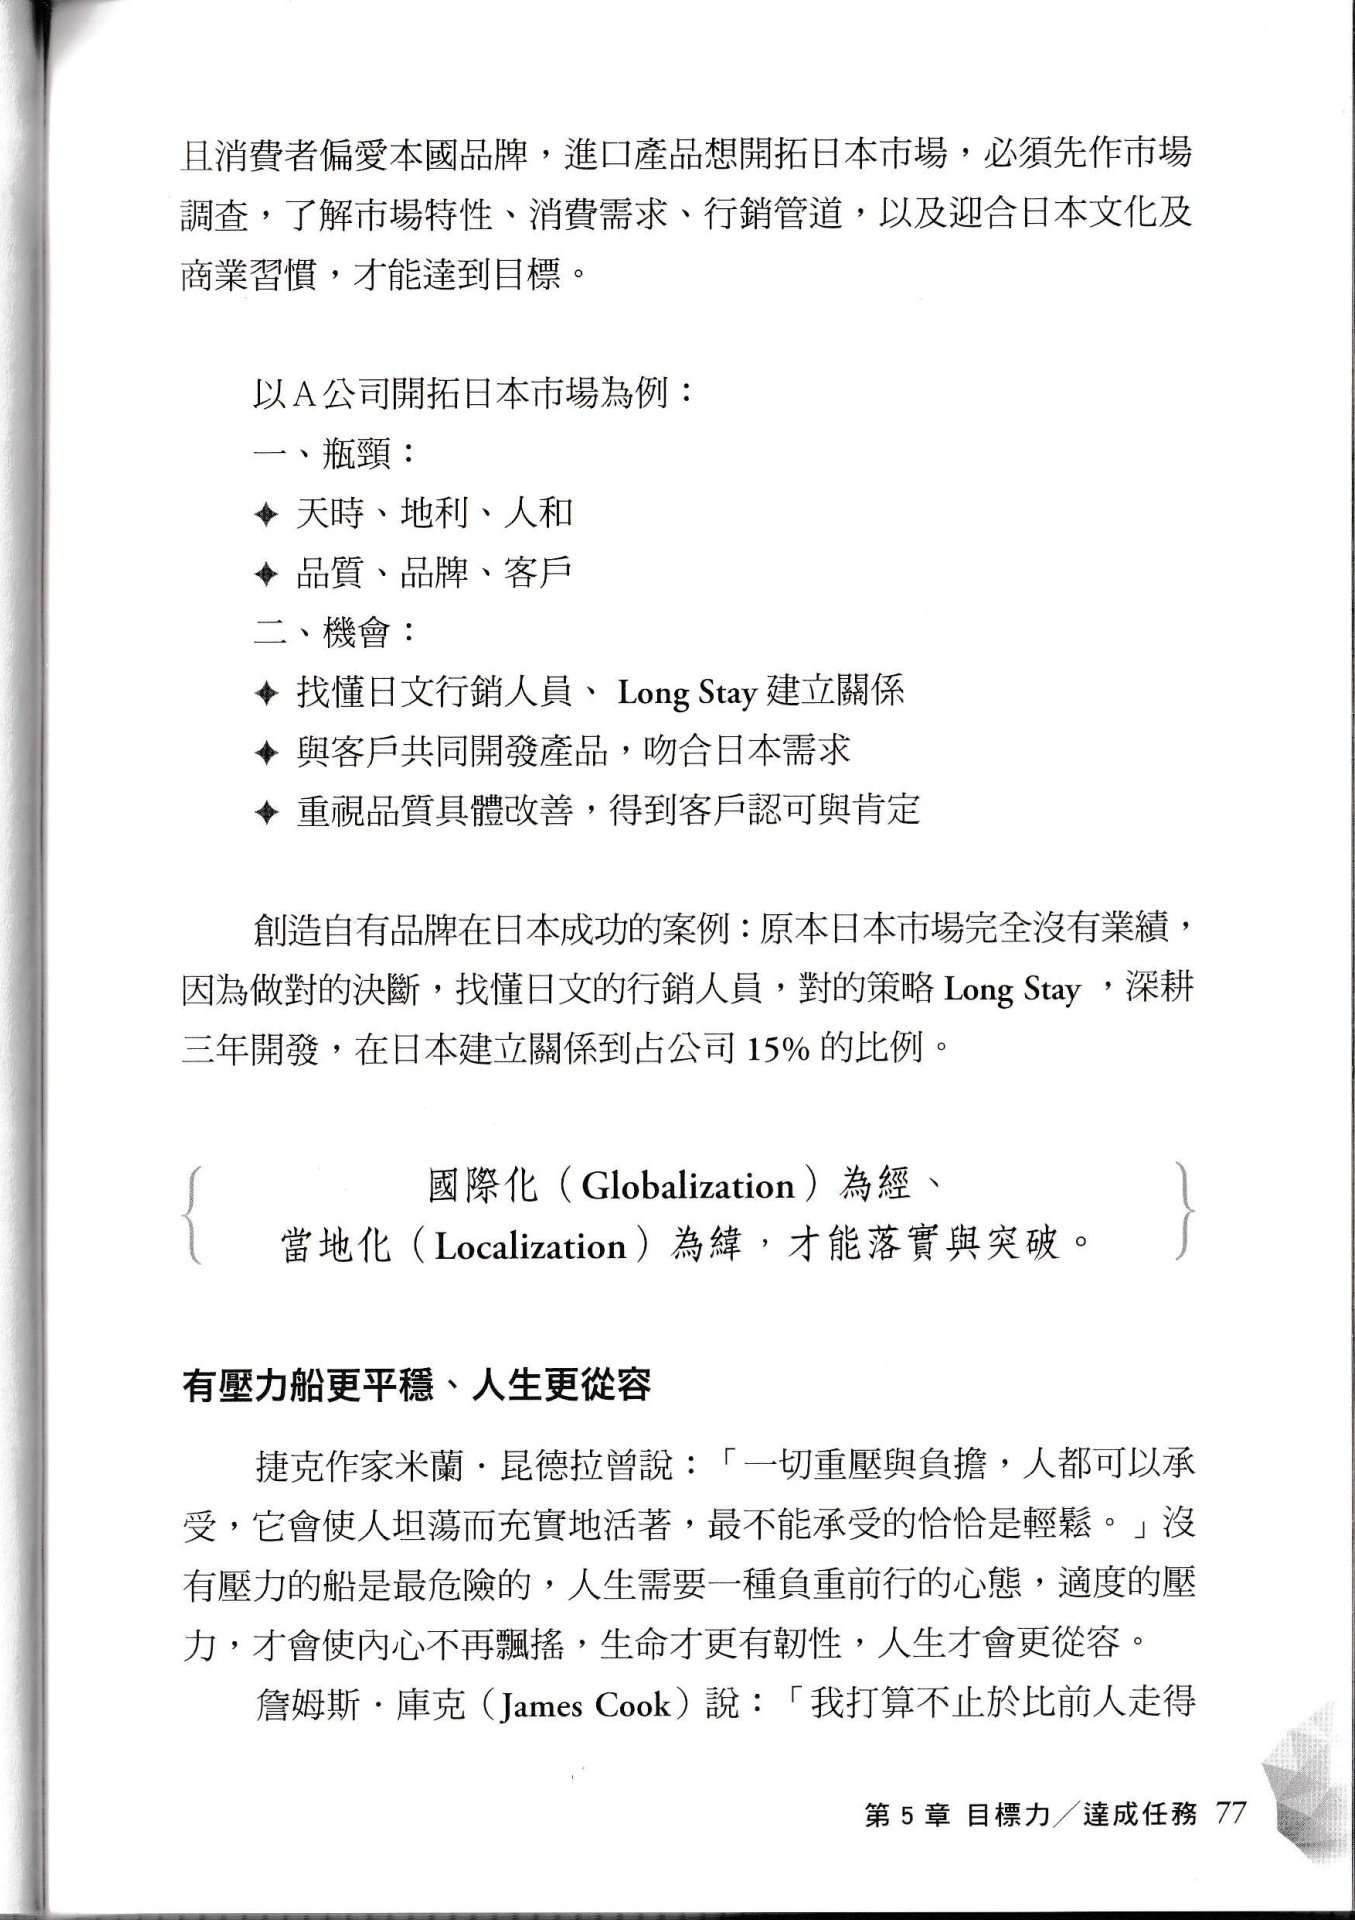 且消費者偏愛本國品牌，進口產品想開拓日本市場，必須先作市場
調查，了解市場特性、消費需求、行銷管道，以及迎合日本文化及
商業習慣，才能達到目標。
以A公司開拓日本市場為例：
一、瓶頸：
✦ 天時、地利、人和
✦ 品質、品牌、客戶
二、機會：
✦ 找懂日文行銷人員、 Long Stay 建立關係
✦ 與客戶共同開發產品，吻合日本需求
✦ 重視品質具體改善，得到客戶認可與肯定
創造自有品牌在日本成功的案例：原本日本市場完全沒有業績，
因為做對的決斷，找懂日文的行銷人員，對的策略 Long Stay ，深耕
三年開發，在日本建立關係到占公司 15% 的比例。
國際化（Globalization）為經、
當地化（Localization）為緯，才能落實與突破。
有壓力船更平穩、人生更從容
捷克作家米蘭．昆德拉曾說：「一切重壓與負擔，人都可以承
受，它會使人坦蕩而充實地活著，最不能承受的恰恰是輕鬆。」沒
有壓力的船是最危險的，人生需要一種負重前行的心態，適度的壓
力，才會使內心不再飄搖，生命才更有韌性，人生才會更從容。
詹姆斯．庫克（James Cook）說：「我打算不止於比前人走得
第 5 章 目標力／達成任務 77